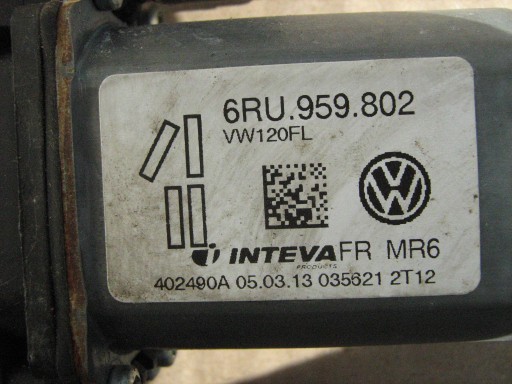 6RU.959.802
VW120FL
INTEVA FR MR6
PRODUCTS
402490A 05.03.13 035621 2T12